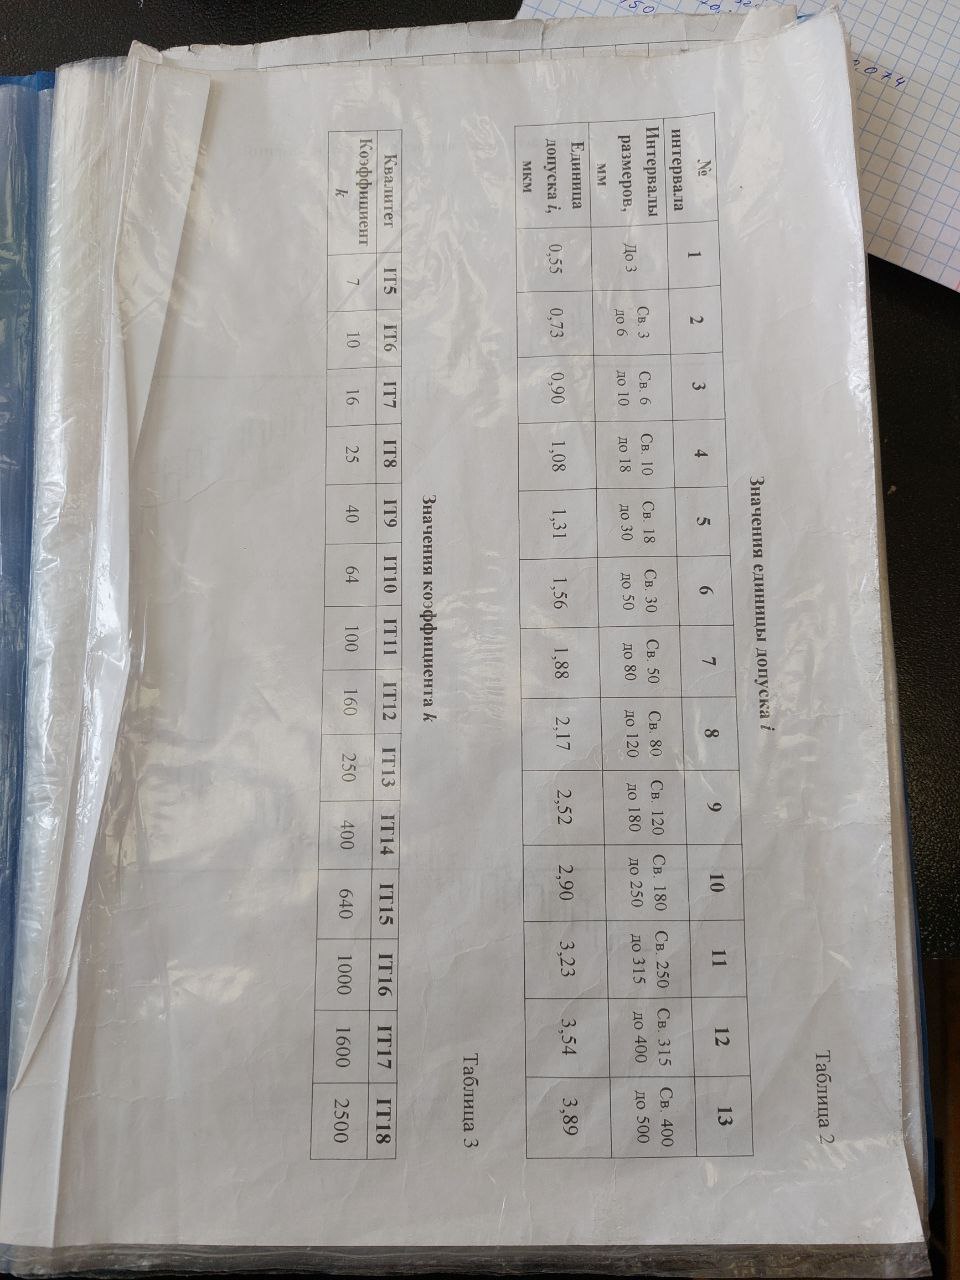 Таблица 2
Значения единицы допуска i
№ интервала 1 2 3 4 5 6 7 8 9 10 11 12 13
Интервалы размеров, мм До 3 Св. 3 до 6 Св. 6 до 10 Св. 10 до 18 Св. 18 до 30 Св. 30 до 50 Св. 50 до 80 Св. 80 до 120 Св. 120 до 180 Св. 180 до 250 Св. 250 до 315 Св. 315 до 400 Св. 400 до 500
Единица допуска i, мкм 0,55 0,73 0,90 1,08 1,31 1,56 1,88 2,17 2,52 2,90 3,23 3,54 3,89
Таблица 3
Значения коэффициента k
Квалитет IT5 IT6 IT7 IT8 IT9 IT10 IT11 IT12 IT13 IT14 IT15 IT16 IT17 IT18
Коэффициент k 7 10 16 25 40 64 100 160 250 400 640 1000 1600 2500